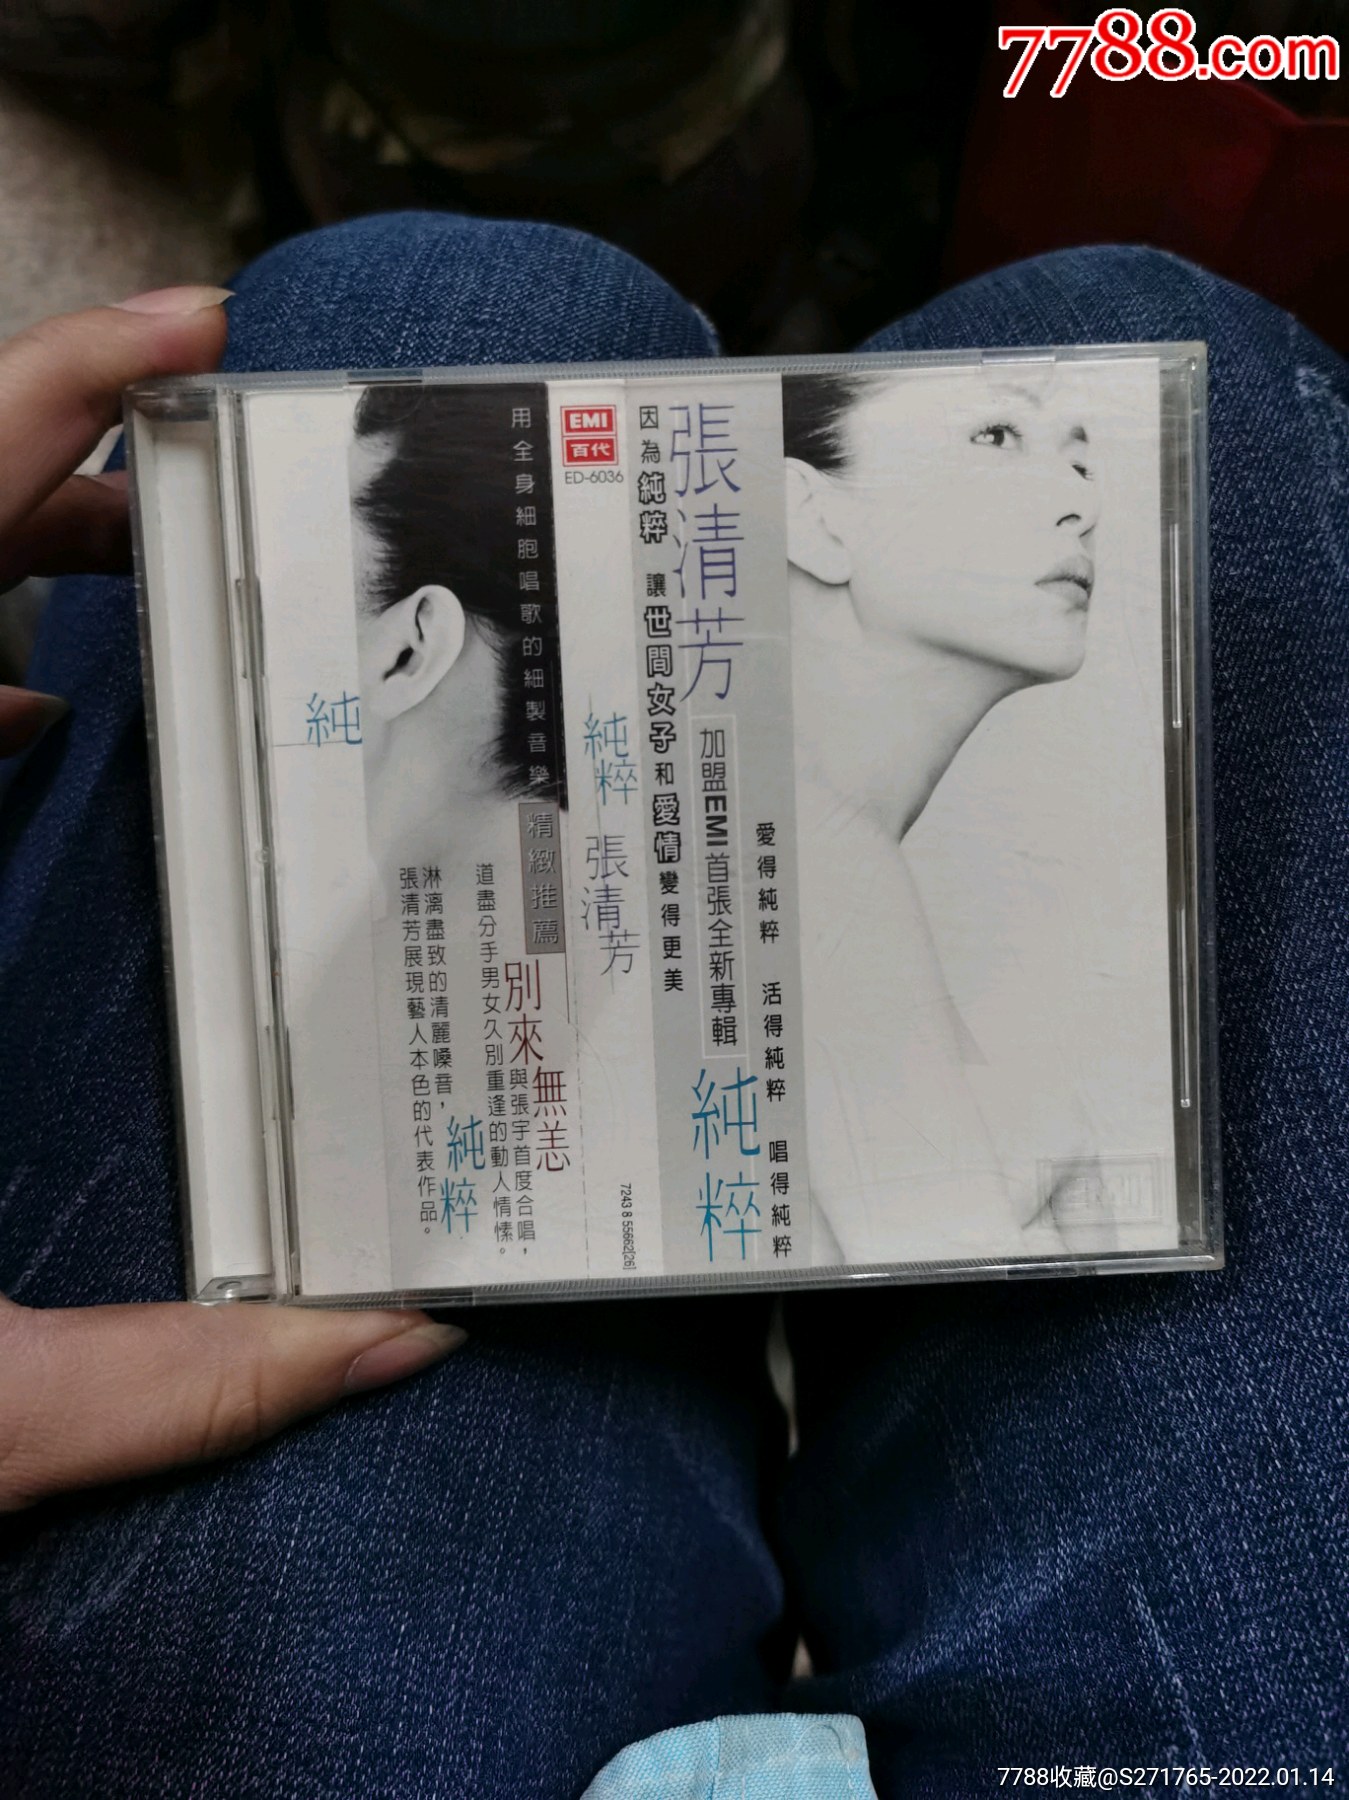 7788.com
張清芳
加盟EMI首張全新專輯
純粹
愛得純粹 活得純粹 唱得純粹
因為純粹 讓世間女子和愛情變得更美
EMI
百代
ED-6036
純粹
張清芳
7243 8 55662[26]
用全身細胞唱歌的細製音樂
精緻推薦
別來無恙
與張宇首度合唱，
道盡分手男女久別重逢的動人情愫。
純粹
淋漓盡致的清麗嗓音，
張清芳展現藝人本色的代表作品。
純
7788收藏@S271765-2022.01.14